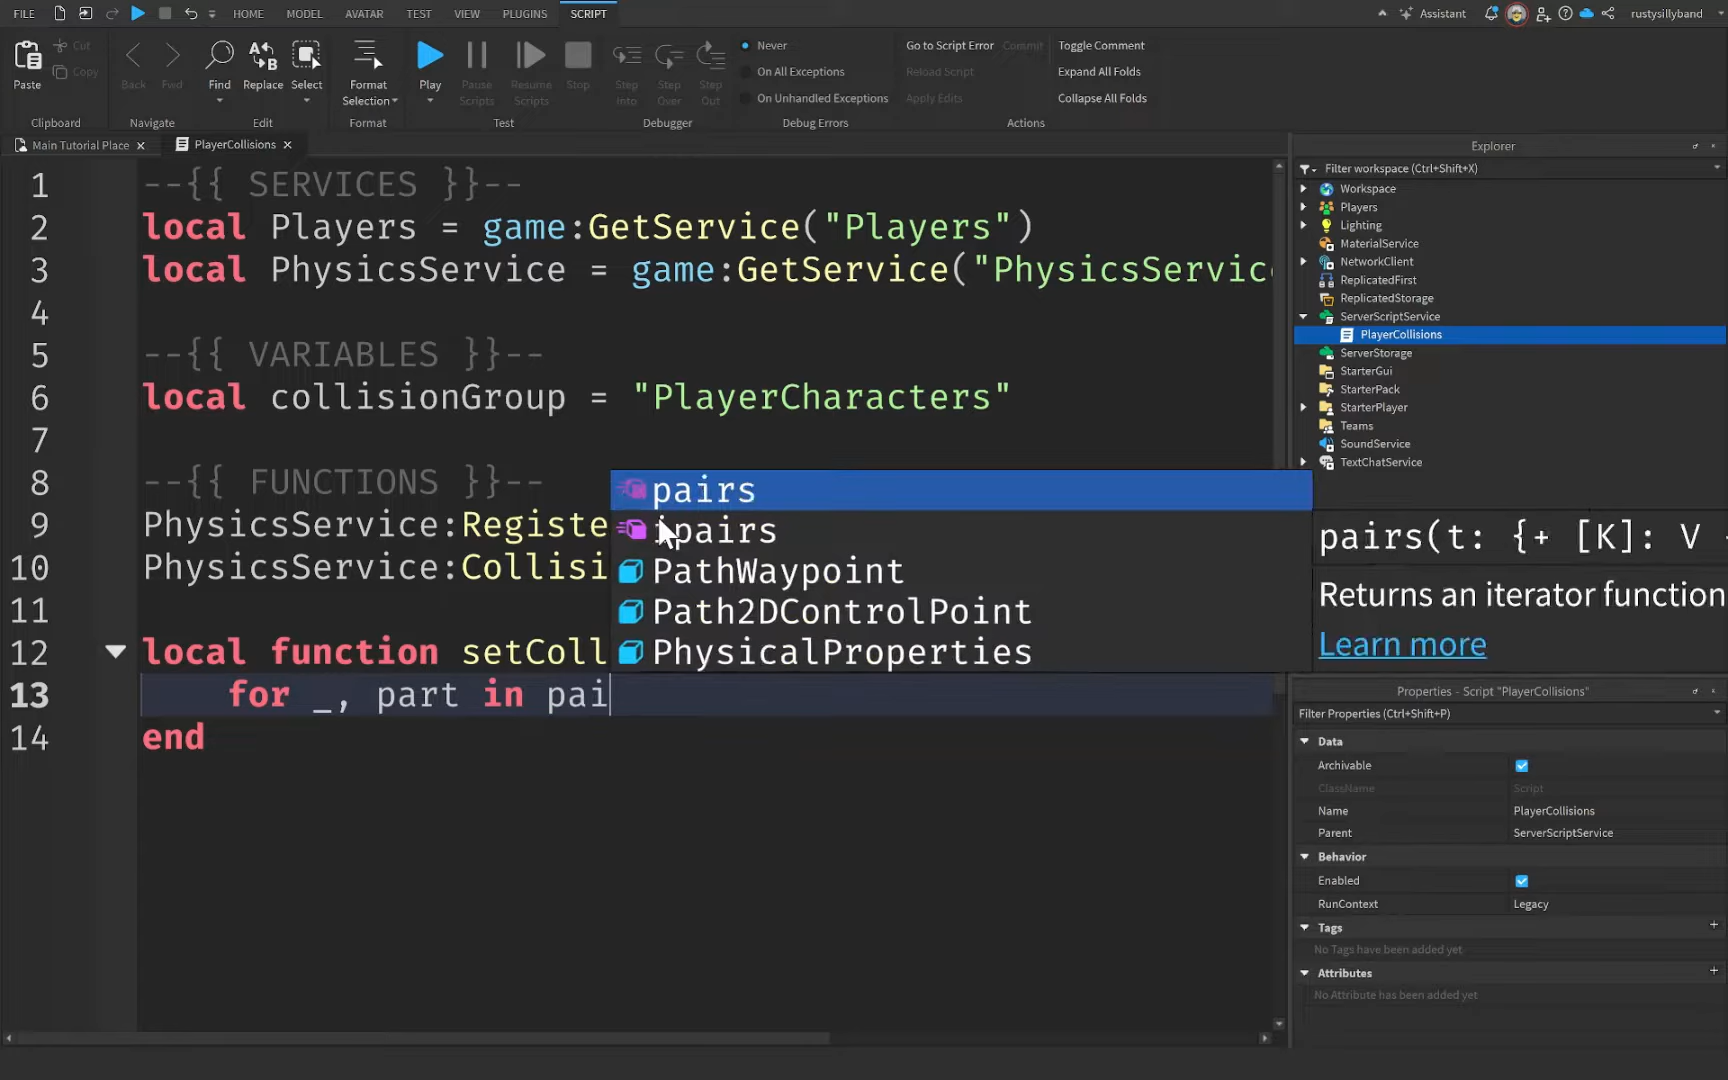 FILE HOME MODEL AVATAR TEST VIEW PLUGINS SCRIPT Assistant rustysillyband
Paste Cut Copy Back Fwd Find Replace Select Format Selection Play Pause Scripts Resume Scripts Stop Step Into Step Over Step Out
Never
On All Exceptions
On Unhandled Exceptions
Go to Script Error Commit
Reload Script
Apply Edits
Toggle Comment
Expand All Folds
Collapse All Folds
Clipboard Navigate Edit Format Test Debugger Debug Errors Actions
Main Tutorial Place × PlayerCollisions ×
1 --{{ SERVICES }}--
2 local Players = game:GetService("Players")
3 local PhysicsService = game:GetService("PhysicsServic
4
5 --{{ VARIABLES }}--
6 local collisionGroup = "PlayerCharacters"
7
8 --{{ FUNCTIONS }}--
9 PhysicsService:Registe
10 PhysicsService:Collisi
11
12 local function setColl
13 for _, part in pai
14 end
pairs
ipairs
PathWaypoint
Path2DControlPoint
PhysicalProperties
pairs(t: {+ [K]: V
Returns an iterator function
Learn more
Explorer
Filter workspace (Ctrl+Shift+X)
Workspace
Players
Lighting
MaterialService
NetworkClient
ReplicatedFirst
ReplicatedStorage
ServerScriptService
PlayerCollisions
ServerStorage
StarterGui
StarterPack
StarterPlayer
Teams
SoundService
TextChatService
Properties - Script "PlayerCollisions"
Filter Properties (Ctrl+Shift+P)
Data
Archivable
ClassName Script
Name PlayerCollisions
Parent ServerScriptService
Behavior
Enabled
RunContext Legacy
Tags
No Tags have been added yet
Attributes
No Attribute has been added yet